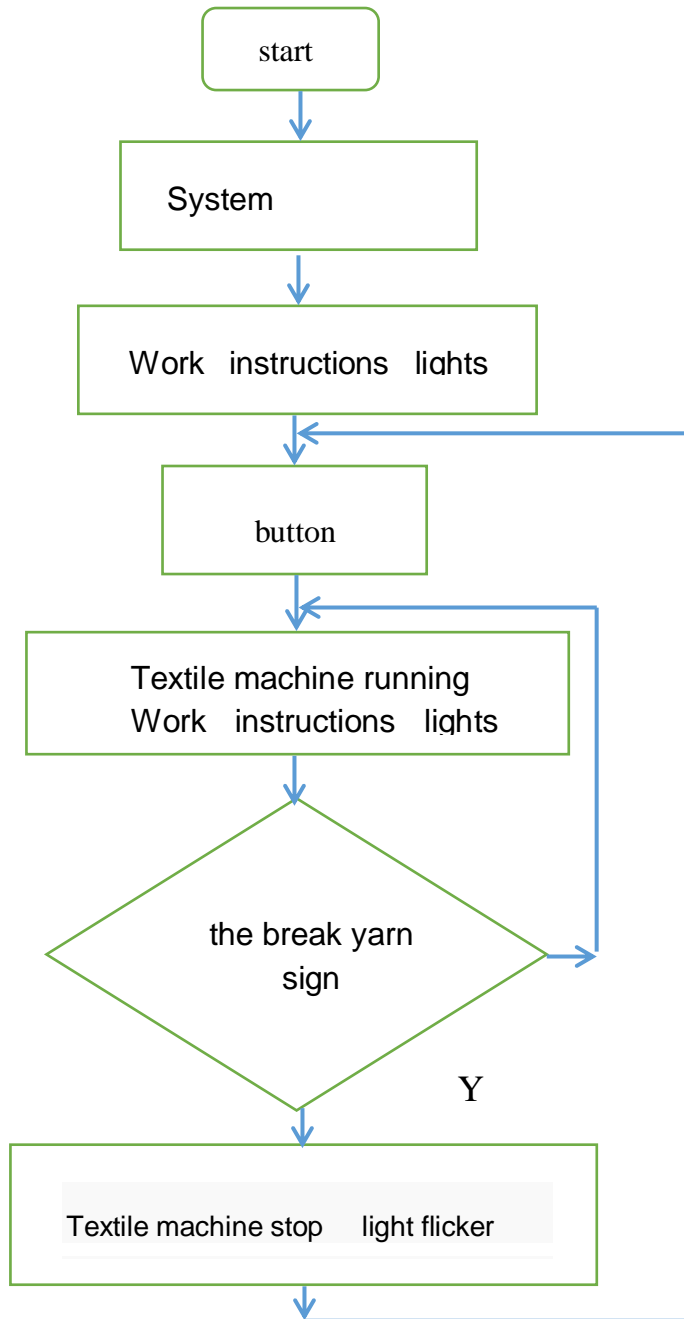 start
System
Work instructions lights
button
Textile machine running
Work instructions lights
the break yarn
sign
Y
Textile machine stop light flicker